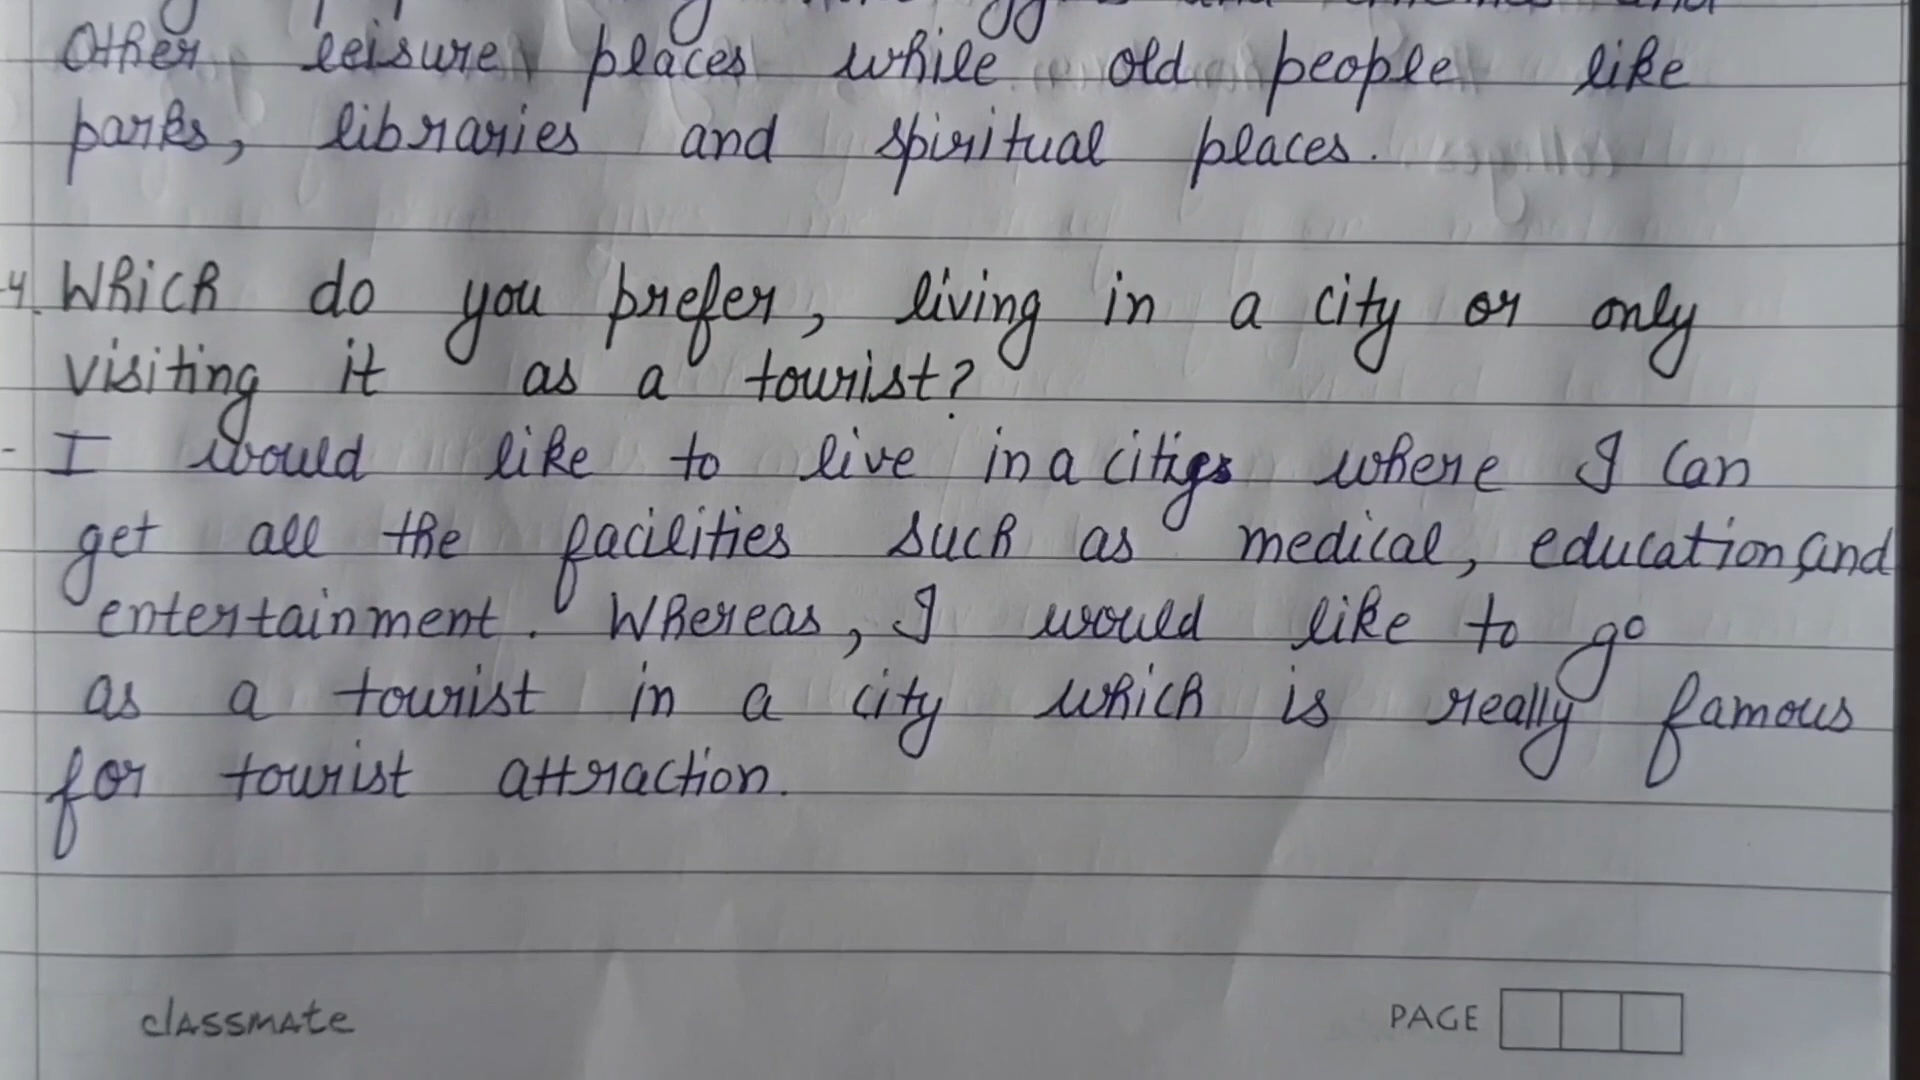 other leisure places while old people like
parks, libraries and spiritual places.
4. Which do you prefer, living in a city or only
visiting it as a tourist?
- I would like to live in a city where I can
get all the facilities such as medical, education, and
entertainment. Whereas, I would like to go
as a tourist in a city which is really famous
for tourist attraction.
classmate
PAGE